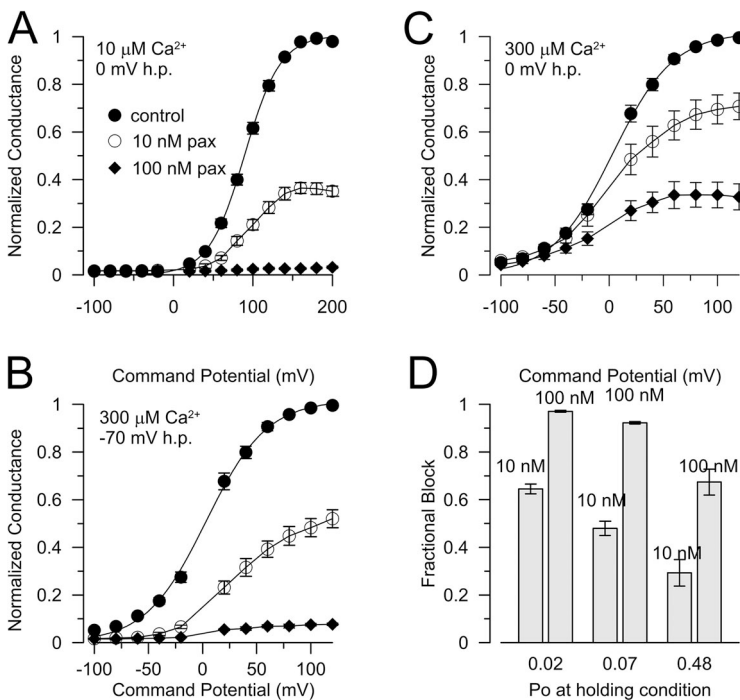 A
10 μM Ca²⁺
0 mV h.p.
control
10 nM pax
100 nM pax
Normalized Conductance
1
0.8
0.6
0.4
0.2
0
-100
0
100
200
Command Potential (mV)
C
300 μM Ca²⁺
0 mV h.p.
Normalized Conductance
1
0.8
0.6
0.4
0.2
0
-100
-50
0
50
100
Command Potential (mV)
B
300 μM Ca²⁺
-70 mV h.p.
Normalized Conductance
1
0.8
0.6
0.4
0.2
0
-100
-50
0
50
100
Command Potential (mV)
D
Fractional Block
1
0.8
0.6
0.4
0.2
0
10 nM
100 nM
10 nM
100 nM
10 nM
100 nM
0.02
0.07
0.48
Po at holding condition